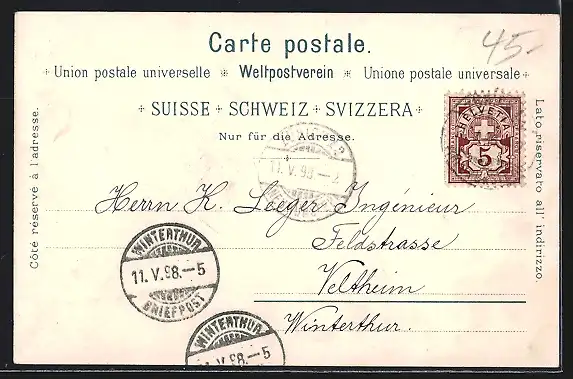 Carte postale.
45.-
Union postale universelle Weltpostverein Unione postale universale
SUISSE SCHWEIZ SVIZZERA
Nur für die Adresse.
Côté réservé à l'adresse.
Lato riservato all' indirizzo.
HELVETIA
5
11.V.98.-
Herrn K. Loeger Ingénieur
Feldstrasse
Veltheim
Winterthur.
WINTERTHUR
11.V.98.-5
BRIEFPOST
WINTERTHUR
V.98.-5